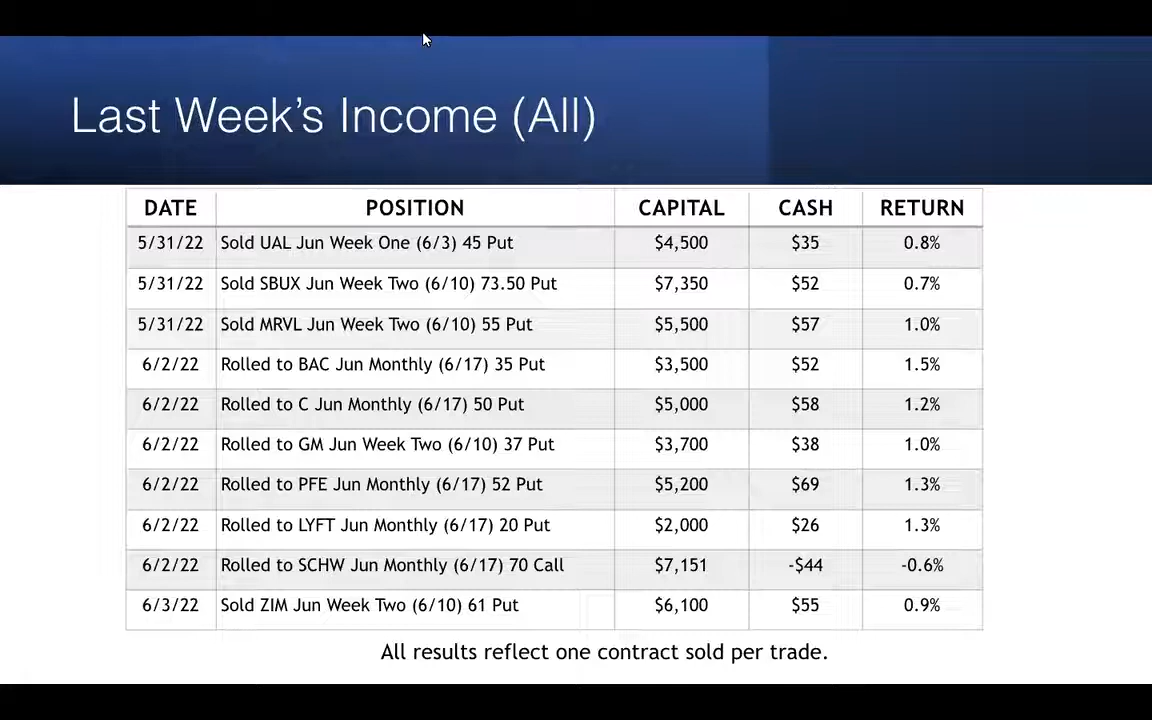 Last Week's Income (All)
DATE POSITION CAPITAL CASH RETURN
5/31/22 Sold UAL Jun Week One (6/3) 45 Put $4,500 $35 0.8%
5/31/22 Sold SBUX Jun Week Two (6/10) 73.50 Put $7,350 $52 0.7%
5/31/22 Sold MRVL Jun Week Two (6/10) 55 Put $5,500 $57 1.0%
6/2/22 Rolled to BAC Jun Monthly (6/17) 35 Put $3,500 $52 1.5%
6/2/22 Rolled to C Jun Monthly (6/17) 50 Put $5,000 $58 1.2%
6/2/22 Rolled to GM Jun Week Two (6/10) 37 Put $3,700 $38 1.0%
6/2/22 Rolled to PFE Jun Monthly (6/17) 52 Put $5,200 $69 1.3%
6/2/22 Rolled to LYFT Jun Monthly (6/17) 20 Put $2,000 $26 1.3%
6/2/22 Rolled to SCHW Jun Monthly (6/17) 70 Call $7,151 -$44 -0.6%
6/3/22 Sold ZIM Jun Week Two (6/10) 61 Put $6,100 $55 0.9%
All results reflect one contract sold per trade.